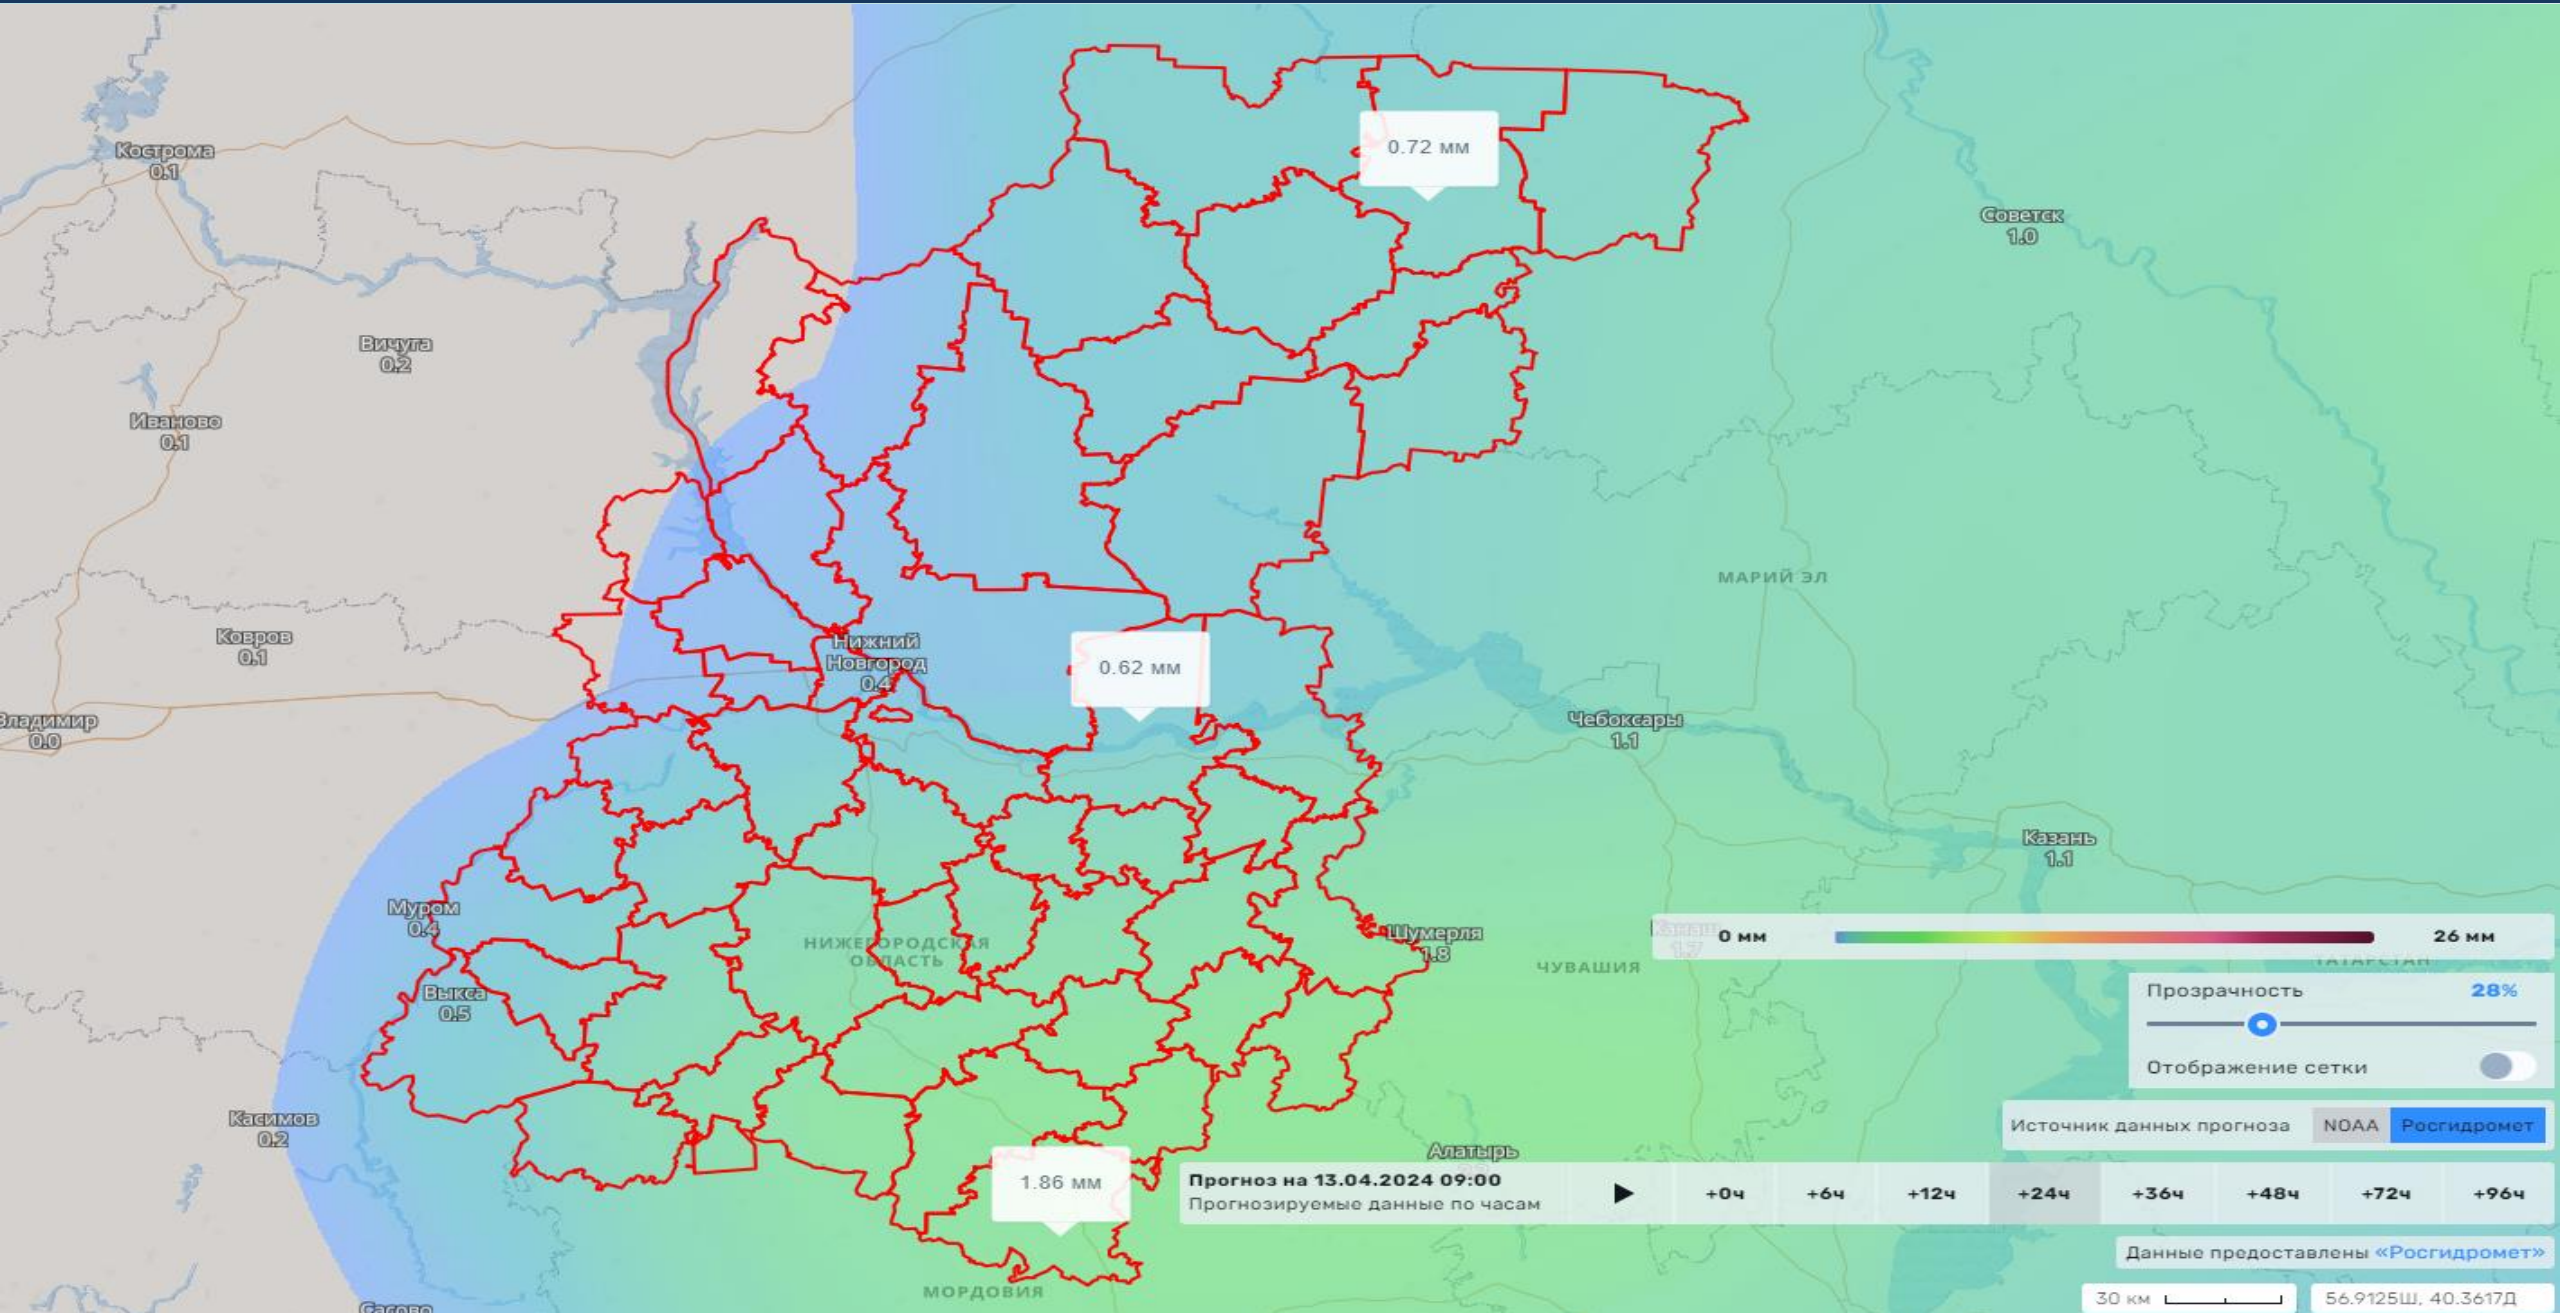 0.72 мм
Кострома
0.1
Советск
1.0
Вичуга
0.2
Иваново
0.1
МАРИЙ ЭЛ
Ковров
0.1
Нижний
Новгород
0.4
0.62 мм
Владимир
0.0
Чебоксары
1.1
Казань
1.1
Муром
0.4
Шумерля
1.8
НИЖЕГОРОДСКАЯ
ОБЛАСТЬ
ЧУВАШИЯ
Канаш
1.7
0 мм
26 мм
ТАТАРСТАН
Выкса
0.5
Прозрачность
28%
Отображение сетки
Касимов
0.2
Источник данных прогноза
NOAA
Росгидромет
Алатырь
1.86 мм
Прогноз на 13.04.2024 09:00
Прогнозируемые данные по часам
+0ч
+6ч
+12ч
+24ч
+36ч
+48ч
+72ч
+96ч
Данные предоставлены «Росгидромет»
МОРДОВИЯ
30 км
56.9125Ш, 40.3617Д
Сасово